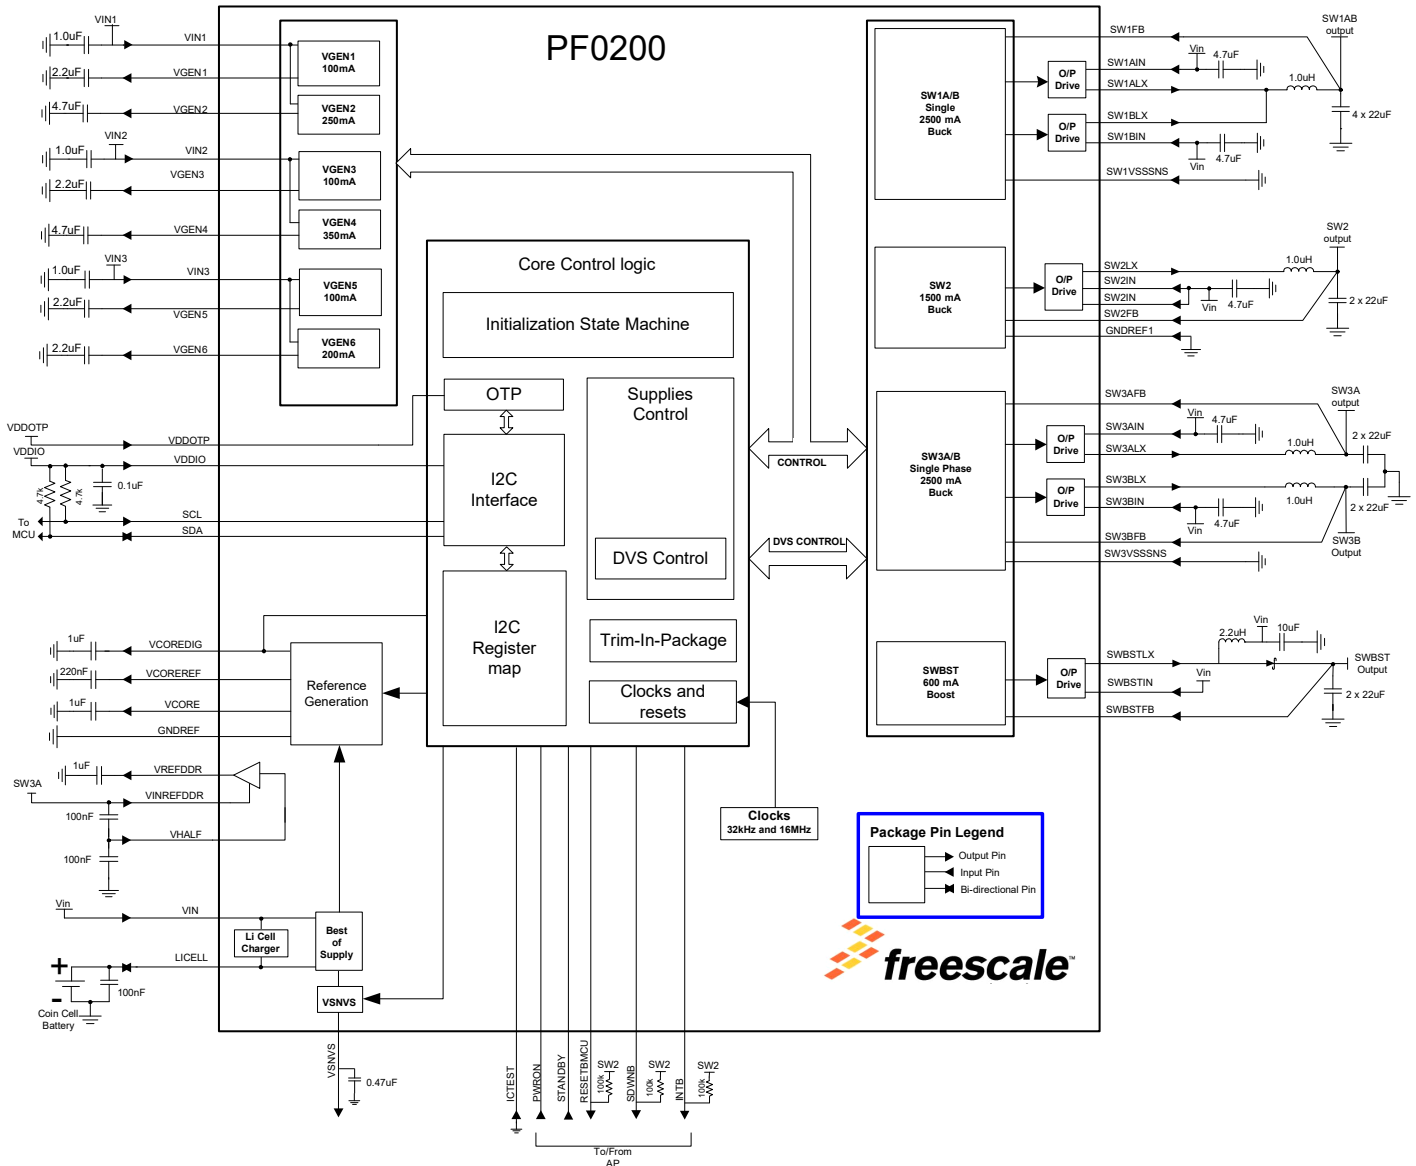 PF0200
VIN1
1.0uF
VIN1
2.2uF
VGEN1
4.7uF
VGEN2
VIN2
1.0uF
VIN2
VGEN3
2.2uF
4.7uF
VGEN4
VIN3
1.0uF
VIN3
2.2uF
VGEN5
2.2uF
VGEN6
VGEN1
100mA
VGEN2
250mA
VGEN3
100mA
VGEN4
350mA
VGEN5
100mA
VGEN6
200mA
VDDOTP
VDDOTP
VDDIO
VDDIO
4.7k
4.7k
0.1uF
To
MCU
SCL
SDA
Core Control logic
Initialization State Machine
OTP
I2C
Interface
I2C
Register
map
Supplies
Control
DVS Control
Trim-In-Package
Clocks and
resets
CONTROL
DVS CONTROL
1uF
VCOREDIG
220nF
VCOREREF
1uF
VCORE
GNDREF
Reference
Generation
1uF
VREFDDR
SW3A
VINREFDDR
100nF
VHALF
100nF
Vin
VIN
Li Cell
Charger
Best
of
Supply
LICELL
+
-
100nF
Coin Cell
Battery
VSNVS
VSNVS
0.47uF
Clocks
32kHz and 16MHz
ICTEST
PWRON
STANDBY
RESETBMCU
100k
SW2
SDWNB
100k
SW2
INTB
100k
SW2
To/From
AP
SW1A/B
Single
2500 mA
Buck
O/P
Drive
O/P
Drive
SW1FB
SW1AIN
Vin
4.7uF
SW1ALX
1.0uH
SW1AB
output
SW1BLX
4 x 22uF
SW1BIN
Vin
4.7uF
SW1VSSSNS
SW2
1500 mA
Buck
O/P
Drive
SW2LX
1.0uH
SW2
output
SW2IN
SW2IN
Vin
4.7uF
2 x 22uF
SW2FB
GNDREF1
SW3A/B
Single Phase
2500 mA
Buck
O/P
Drive
O/P
Drive
SW3AFB
SW3A
output
SW3AIN
Vin
4.7uF
SW3ALX
1.0uH
2 x 22uF
SW3BLX
1.0uH
2 x 22uF
SW3BIN
Vin
4.7uF
SW3BFB
SW3B
Output
SW3VSSSNS
SWBST
600 mA
Boost
O/P
Drive
SWBSTLX
2.2uH
Vin
10uF
SWBST
Output
SWBSTIN
Vin
2 x 22uF
SWBSTFB
Package Pin Legend
Output Pin
Input Pin
Bi-directional Pin
freescale™